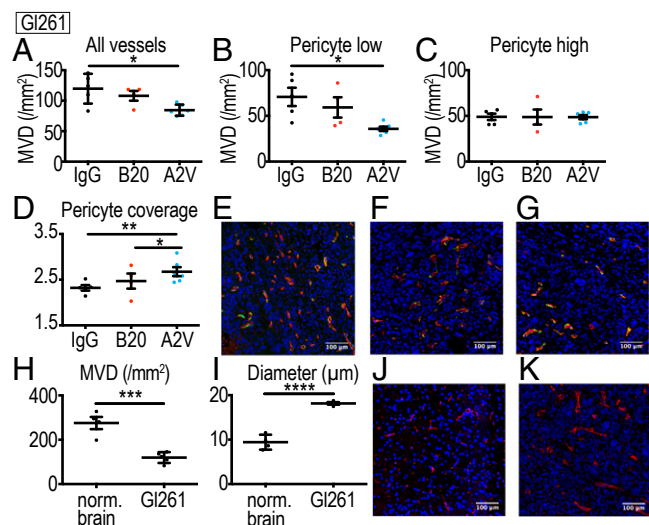 Gl261
A
All vessels
*
MVD (/mm²)
150
100
50
0
IgG
B20
A2V
B
Pericyte low
*
MVD (/mm²)
100
50
0
IgG
B20
A2V
C
Pericyte high
MVD (/mm²)
100
50
0
IgG
B20
A2V
D
Pericyte coverage
**
*
3.5
2.5
1.5
IgG
B20
A2V
E
100 µm
F
100 µm
G
100 µm
H
MVD (/mm²)
***
400
200
0
norm.
brain
Gl261
I
Diameter (µm)
****
20
10
0
norm.
brain
Gl261
J
100 µm
K
100 µm